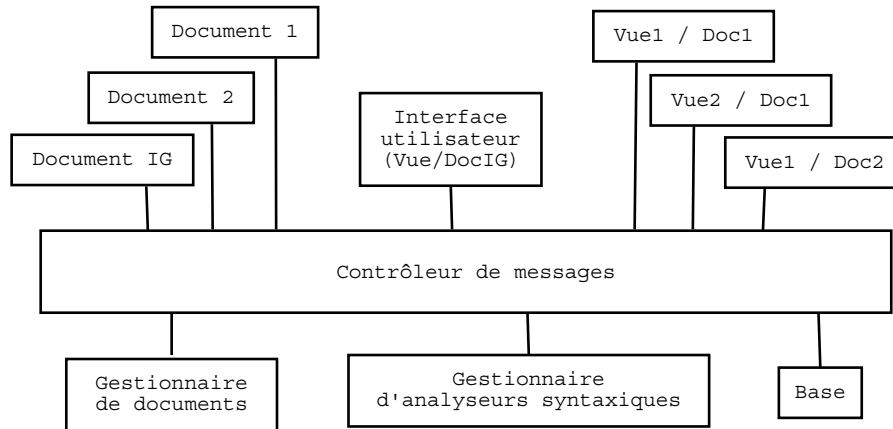 Document 1
Vue1 / Doc1
Document 2
Vue2 / Doc1
Interface
utilisateur
(Vue/DocIG)
Document IG
Vue1 / Doc2
Contrôleur de messages
Gestionnaire
de documents
Gestionnaire
d'analyseurs syntaxiques
Base